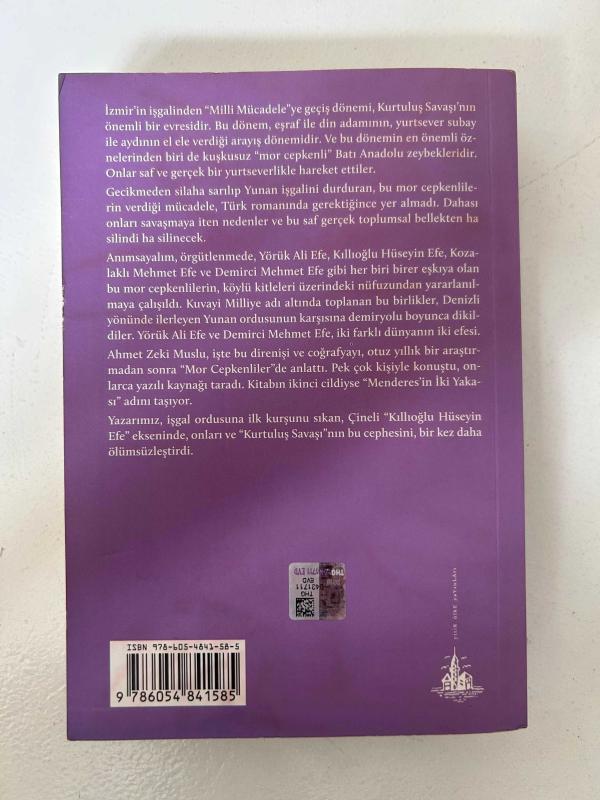 İzmir'in işgalinden "Milli Mücadele"ye geçiş dönemi, Kurtuluş Savaşı'nın
önemli bir evresidir. Bu dönem, eşraf ile din adamının, yurtsever subay
ile aydının el ele verdiği arayış dönemidir. Ve bu dönemin en önemli öz-
nelerinden biri de kuşkusuz "mor cepkenli" Batı Anadolu zeybekleridir.
Onlar saf ve gerçek bir yurtseverlikle hareket ettiler.
Gecikmeden silaha sarılıp Yunan işgalini durduran, bu mor cepkenlile-
rin verdiği mücadele, Türk romanında gerektiğince yer almadı. Dahası
onları savaşmaya iten nedenler ve bu saf gerçek toplumsal bellekten ha
silindi ha silinecek.
Anımsayalım, örgütlenmede, Yörük Ali Efe, Kıllıoğlu Hüseyin Efe, Koza-
laklı Mehmet Efe ve Demirci Mehmet Efe gibi her biri birer eşkıya olan
bu mor cepkenlilerin, köylü kitleleri üzerindeki nüfuzundan yararlanıl-
maya çalışıldı. Kuvayi Milliye adı altında toplanan bu birlikler, Denizli
yönünde ilerleyen Yunan ordusunun karşısına demiryolu boyunca dikil-
diler. Yörük Ali Efe ve Demirci Mehmet Efe, iki farklı dünyanın iki efesi.
Ahmet Zeki Muslu, işte bu direnişi ve coğrafyayı, otuz yıllık bir araştır-
madan sonra "Mor Cepkenliler"de anlattı. Pek çok kişiyle konuştu, on-
larca yazılı kaynağı taradı. Kitabın ikinci cildiyse "Menderes'in İki Yaka-
sı" adını taşıyor.
Yazarımız, işgal ordusuna ilk kurşunu sıkan, Çineli "Kıllıoğlu Hüseyin
Efe" ekseninde, onları ve "Kurtuluş Savaşı"nın bu cephesini, bir kez daha
ölümsüzleştirdi.
THG
EVD
ISBN 978-605-4841-58-5
9 786054 841585
YİTİK ÜLKE YAYINLARI